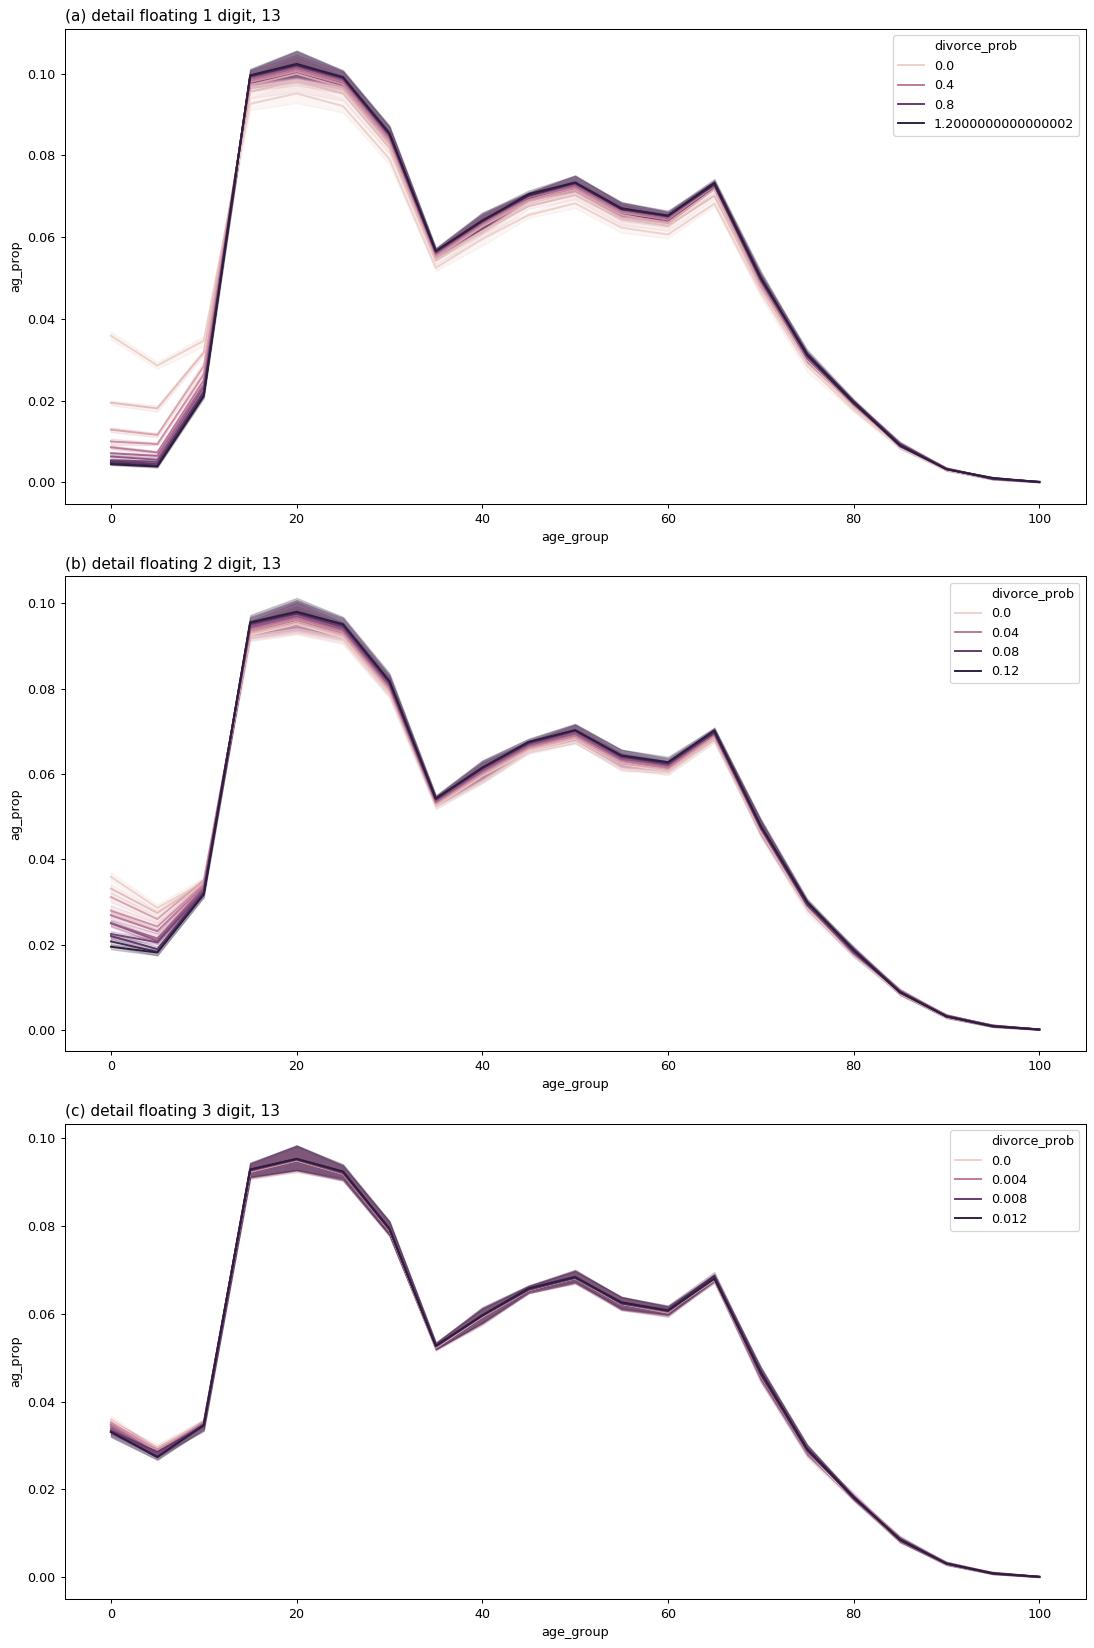 (a) detail floating 1 digit, 13
divorce_prob
0.0
0.4
0.8
1.2000000000000002
0.10
0.08
0.06
0.04
0.02
0.00
ag_prop
0 20 40 60 80 100
age_group
(b) detail floating 2 digit, 13
divorce_prob
0.0
0.04
0.08
0.12
0.10
0.08
0.06
0.04
0.02
0.00
ag_prop
0 20 40 60 80 100
age_group
(c) detail floating 3 digit, 13
divorce_prob
0.0
0.004
0.008
0.012
0.10
0.08
0.06
0.04
0.02
0.00
ag_prop
0 20 40 60 80 100
age_group